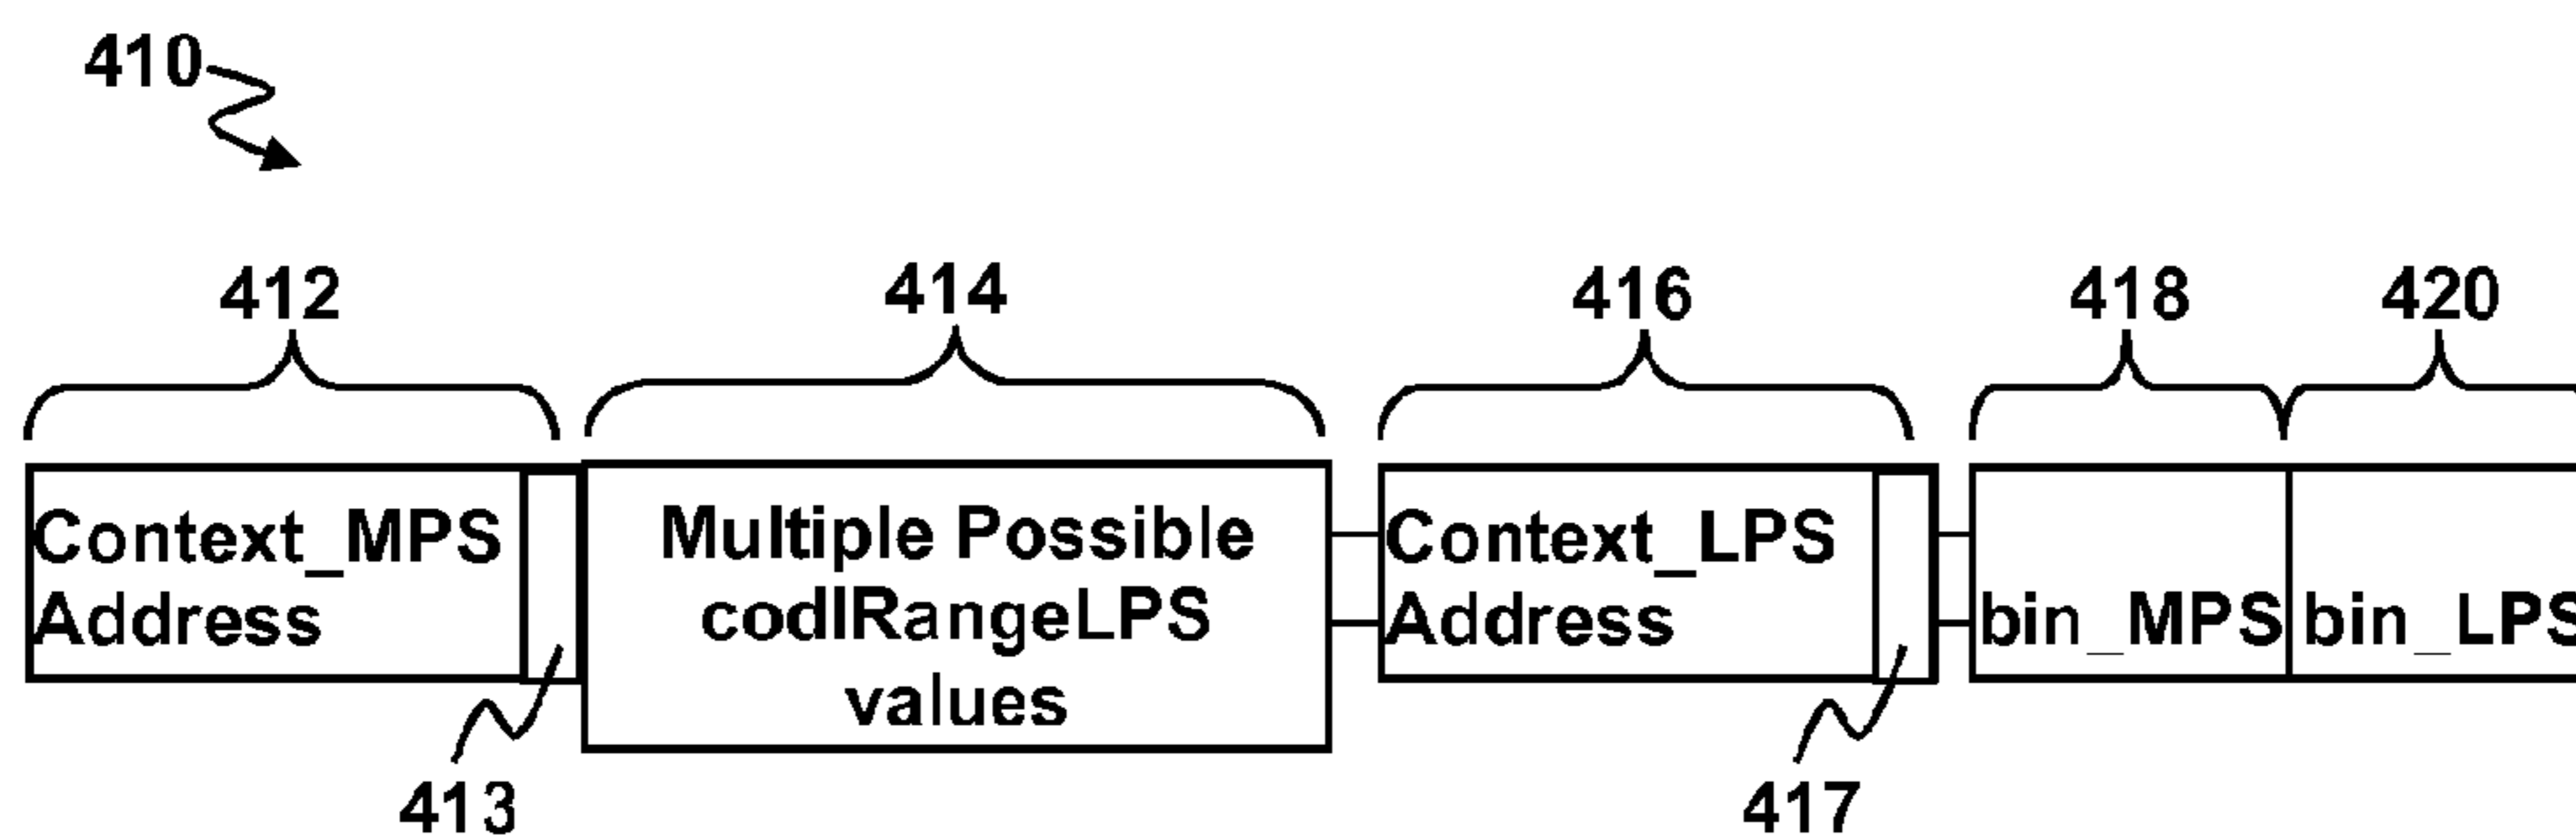 410
412 414 416 418 420
Context_MPS Address
Multiple Possible codIRangeLPS values
Context_LPS Address
bin_MPS bin_LPS
413 417